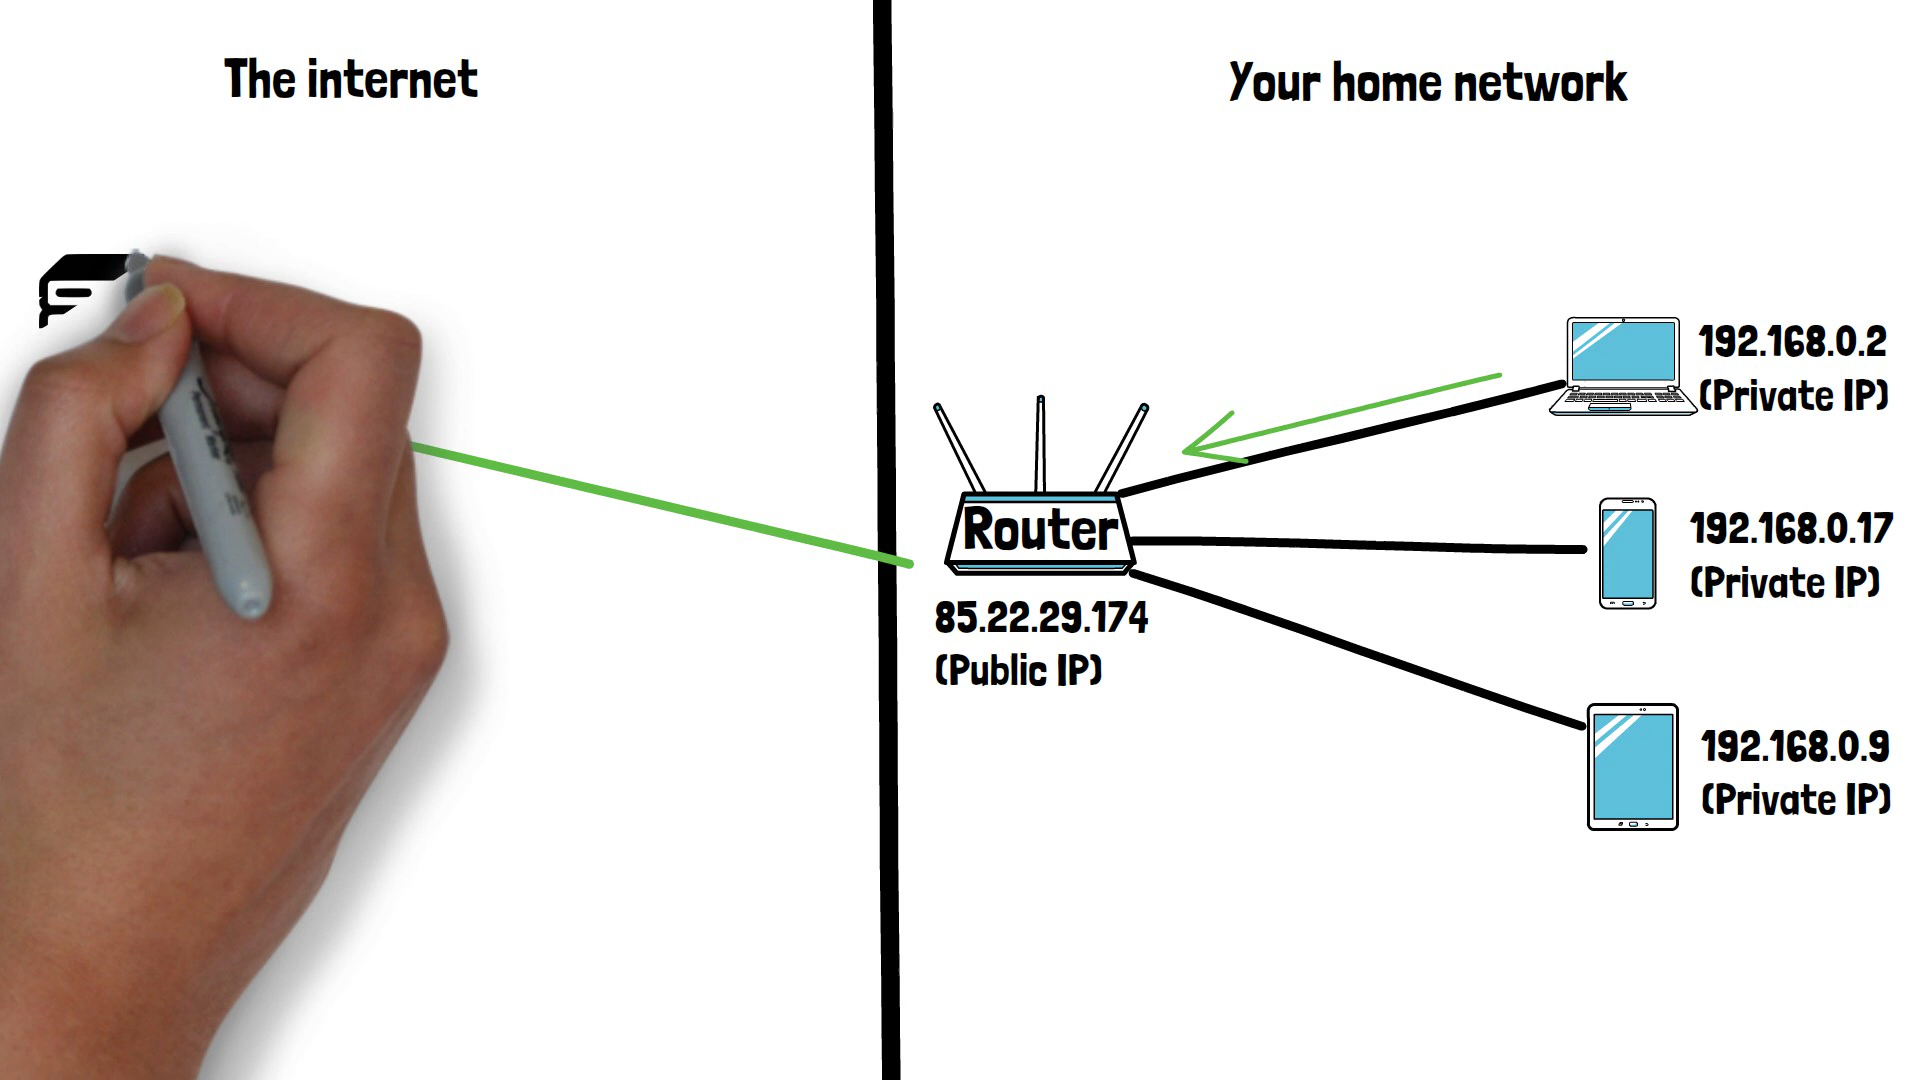 The internet
Your home network
192.168.0.2
(Private IP)
Router
192.168.0.17
(Private IP)
85.22.29.174
(Public IP)
192.168.0.9
(Private IP)